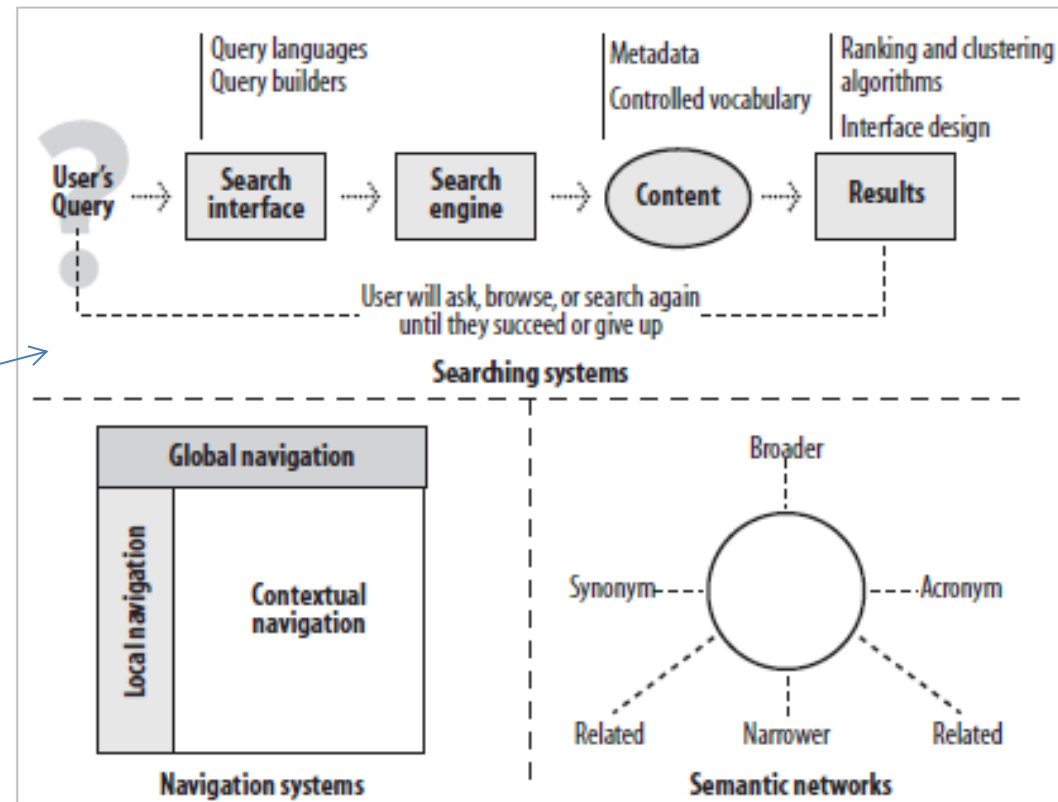 Query languages
Query builders
Metadata
Controlled vocabulary
Ranking and clustering
algorithms
Interface design
?
User's
Query
Search
interface
Search
engine
Content
Results
User will ask, browse, or search again
until they succeed or give up
Searching systems
Global navigation
Local navigation
Contextual
navigation
Navigation systems
Broader
Synonym
Acronym
Related
Narrower
Related
Semantic networks